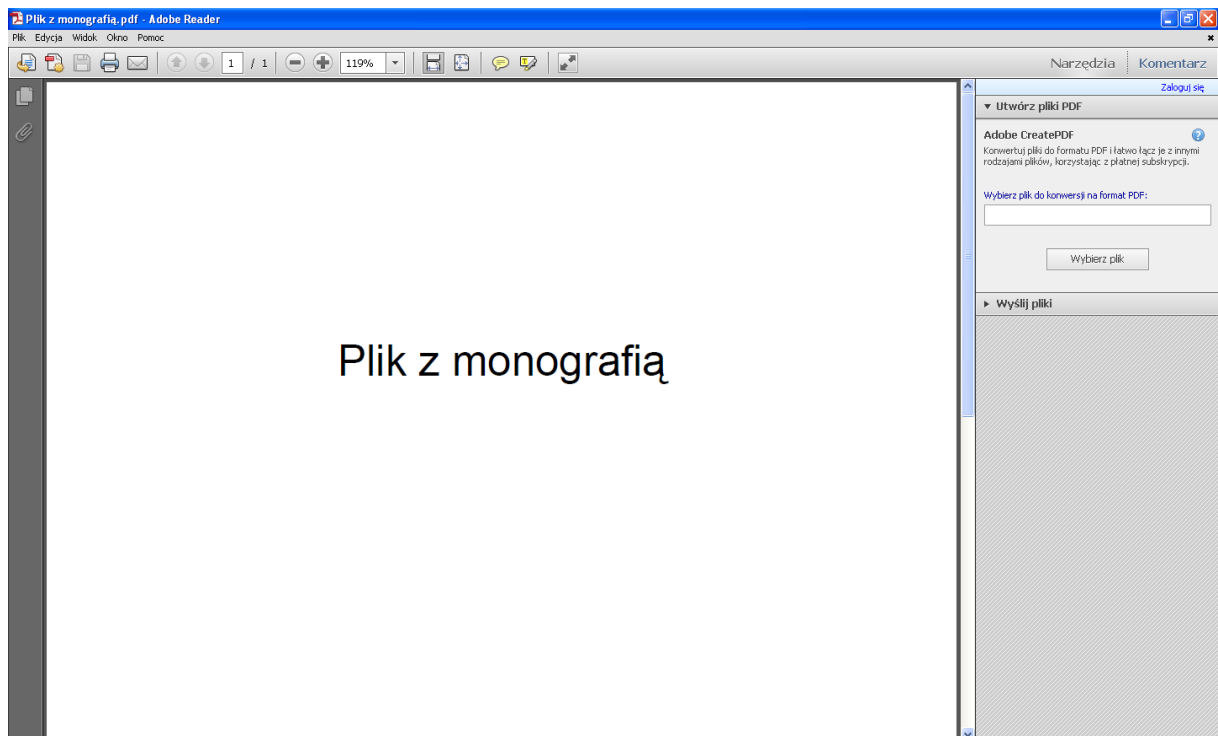 Plik z monografią.pdf - Adobe Reader
Plik Edycja Widok Okno Pomoc
1 / 1 119% Narzędzia Komentarz
Zaloguj się
Utwórz pliki PDF
Adobe CreatePDF
Konwertuj pliki do formatu PDF i łatwo łącz je z innymi
rodzajami plików, korzystając z płatnej subskrypcji.
Wybierz plik do konwersji na format PDF:
Wybierz plik
Wyślij pliki
Plik z monografią